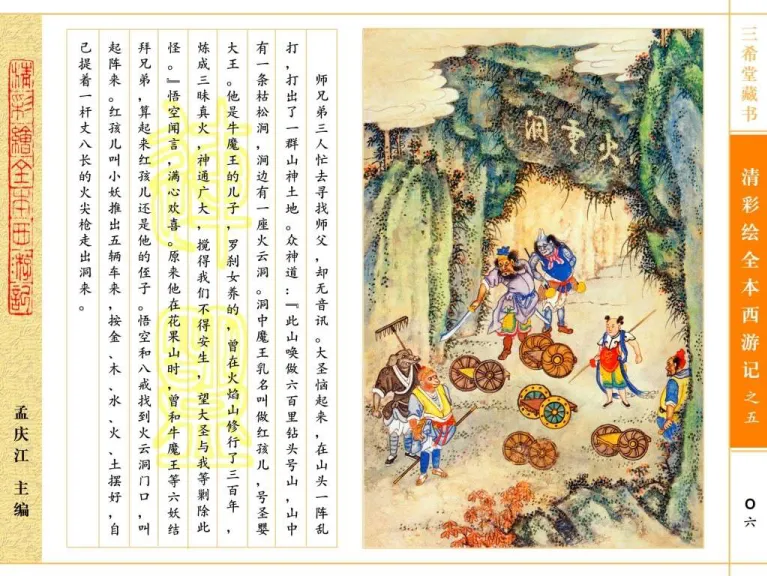 三希堂藏书
清彩绘全本西游记之五
〇六
火雲洞
师兄弟三人忙去寻找师父，却无音讯。大圣恼起来，在山头一阵乱
打，打出了一群山神土地。众神道：『此山唤做六百里钻头号山，山中
有一条枯松涧，涧边有一座火云洞。洞中魔王乳名叫做红孩儿，号圣婴
大王。他是牛魔王的儿子，罗刹女养的，曾在火焰山修行了三百年，
炼成三昧真火，神通广大，搅得我们不得安生，望大圣与我等剿除此
怪。』悟空闻言，满心欢喜。原来他在花果山时，曾和牛魔王等六妖结
拜兄弟，算起来红孩儿还是他的侄子。悟空和八戒找到火云洞门口，叫
起阵来。红孩儿叫小妖推出五辆车来，按金、木、水、火、土摆好，自
己提着一杆丈八长的火尖枪走出洞来。
清彩繪全本西游記
孟庆江 主编